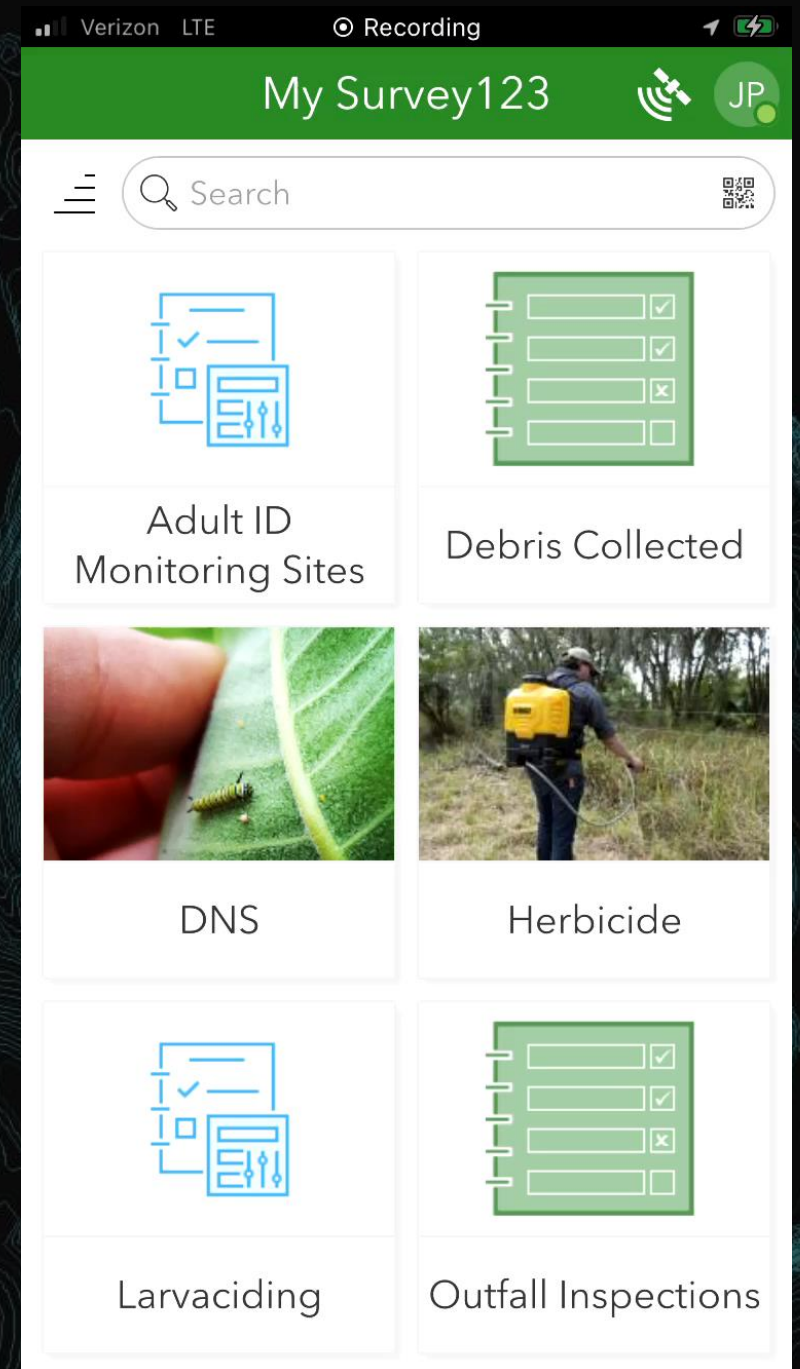 Verizon LTE Recording
My Survey123 JP
Search
Adult ID
Monitoring Sites
Debris Collected
DNS
Herbicide
Larvaciding
Outfall Inspections